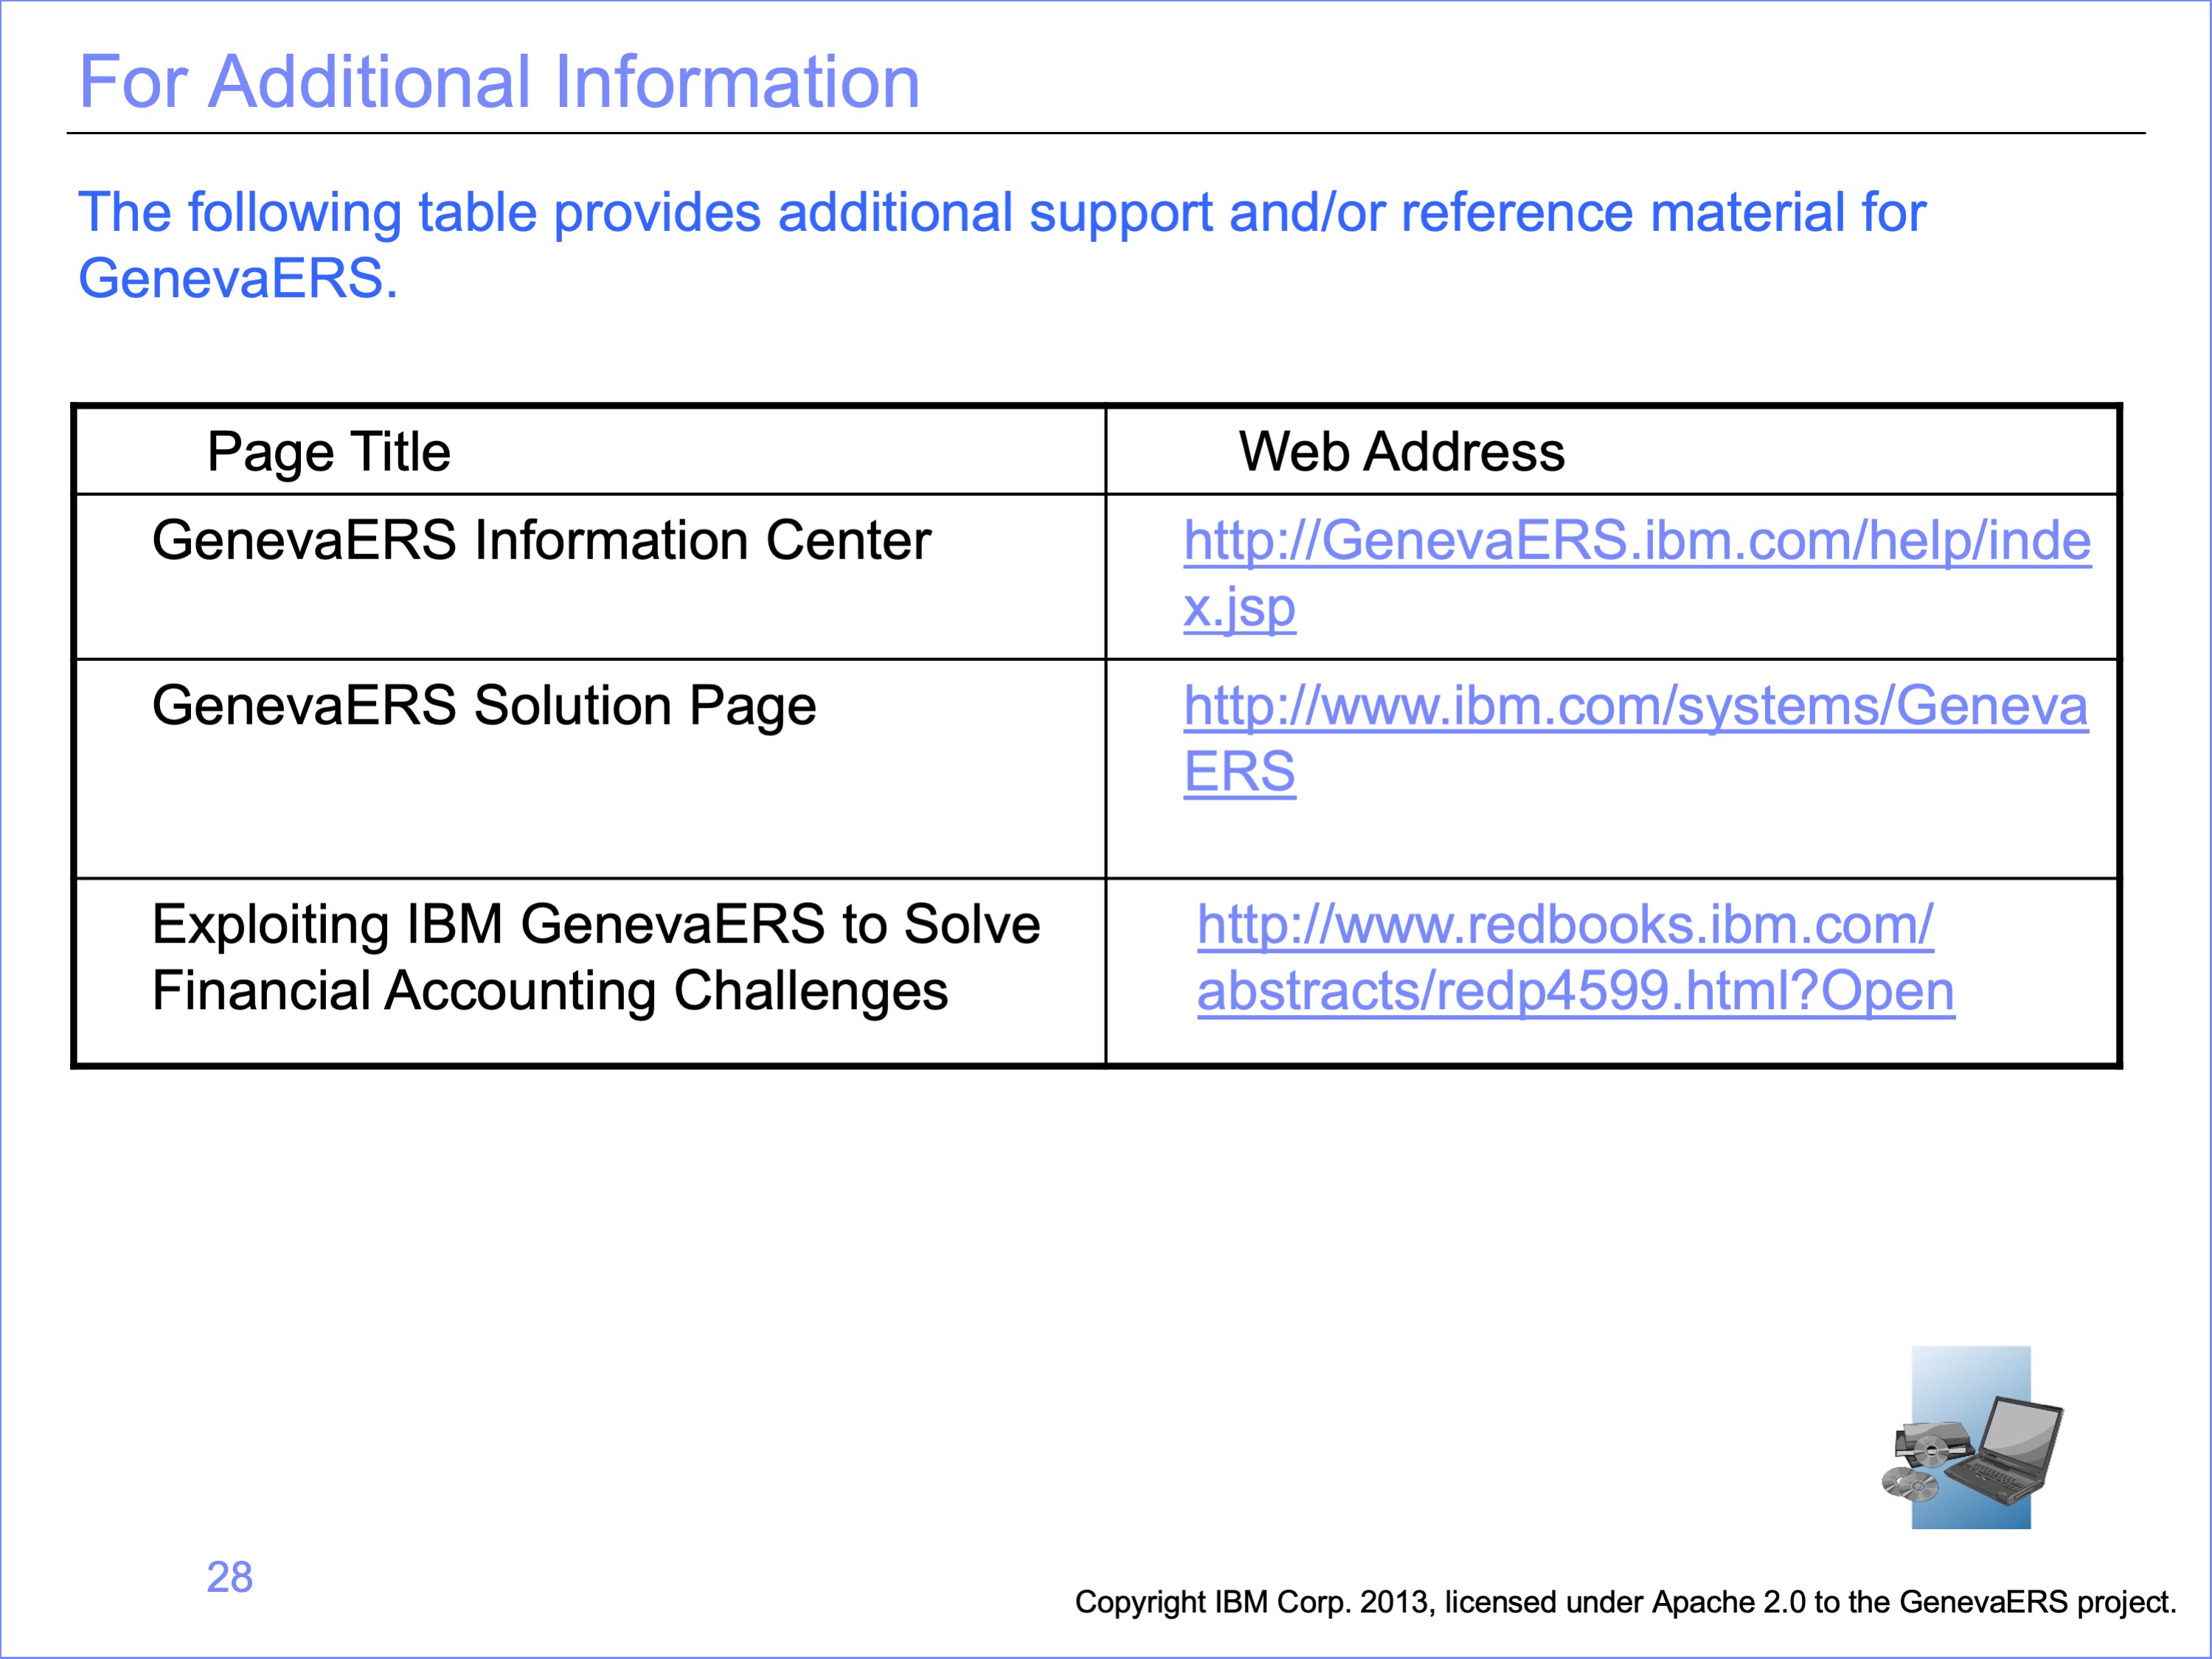 For Additional Information
The following table provides additional support and/or reference material for
GenevaERS.
Page Title
Web Address
GenevaERS Information Center
http://GenevaERS.ibm.com/help/inde
x.jsp
GenevaERS Solution Page
http://www.ibm.com/systems/Geneva
ERS
Exploiting IBM GenevaERS to Solve
Financial Accounting Challenges
http://www.redbooks.ibm.com/
abstracts/redp4599.html?Open
28
Copyright IBM Corp. 2013, licensed under Apache 2.0 to the GenevaERS project.